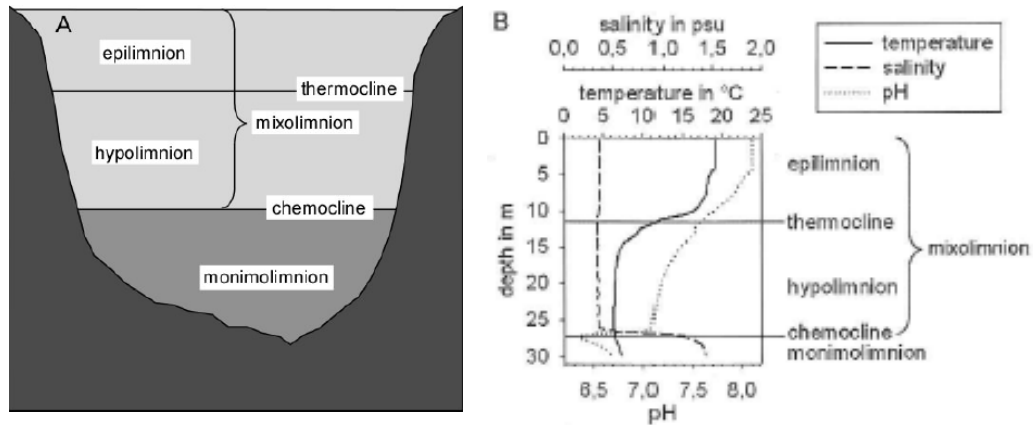 A
epilimnion
thermocline
mixolimnion
hypolimnion
chemocline
monimolimnion
B
salinity in psu
0,0 0,5 1,0 1,5 2,0
temperature in °C
0 5 10 15 20 25
temperature
salinity
pH
0
5
10
15
20
25
30
depth in m
epilimnion
thermocline
mixolimnion
hypolimnion
chemocline
monimolimnion
6,5 7,0 7,5 8,0
pH